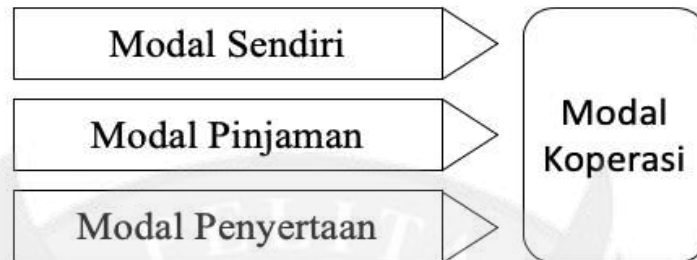 Modal Sendiri
Modal Pinjaman
Modal Penyertaan
Modal
Koperasi